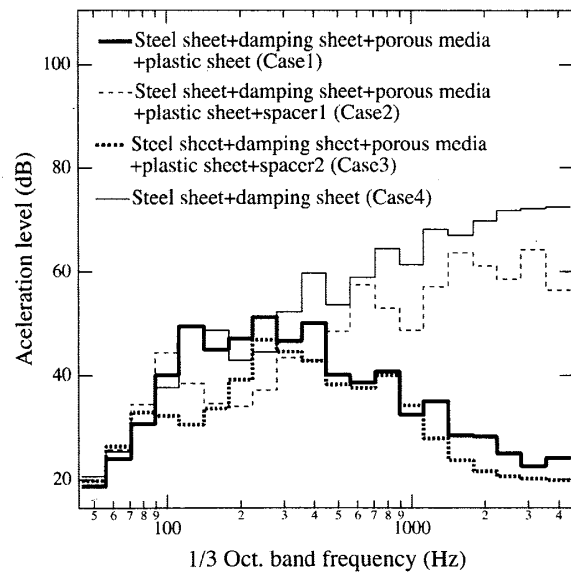 Steel sheet+damping sheet+porous media
+plastic sheet (Case1)
Steel sheet+damping sheet+porous media
+plastic sheet+spacer1 (Case2)
Steel sheet+damping sheet+porous media
+plastic sheet+spacer2 (Case3)
Steel sheet+damping sheet (Case4)
Aceleration level (dB)
100
80
60
40
20
5 6 7 8 9 2 3 4 5 6 7 8 9 2 3 4
100 1000
1/3 Oct. band frequency (Hz)